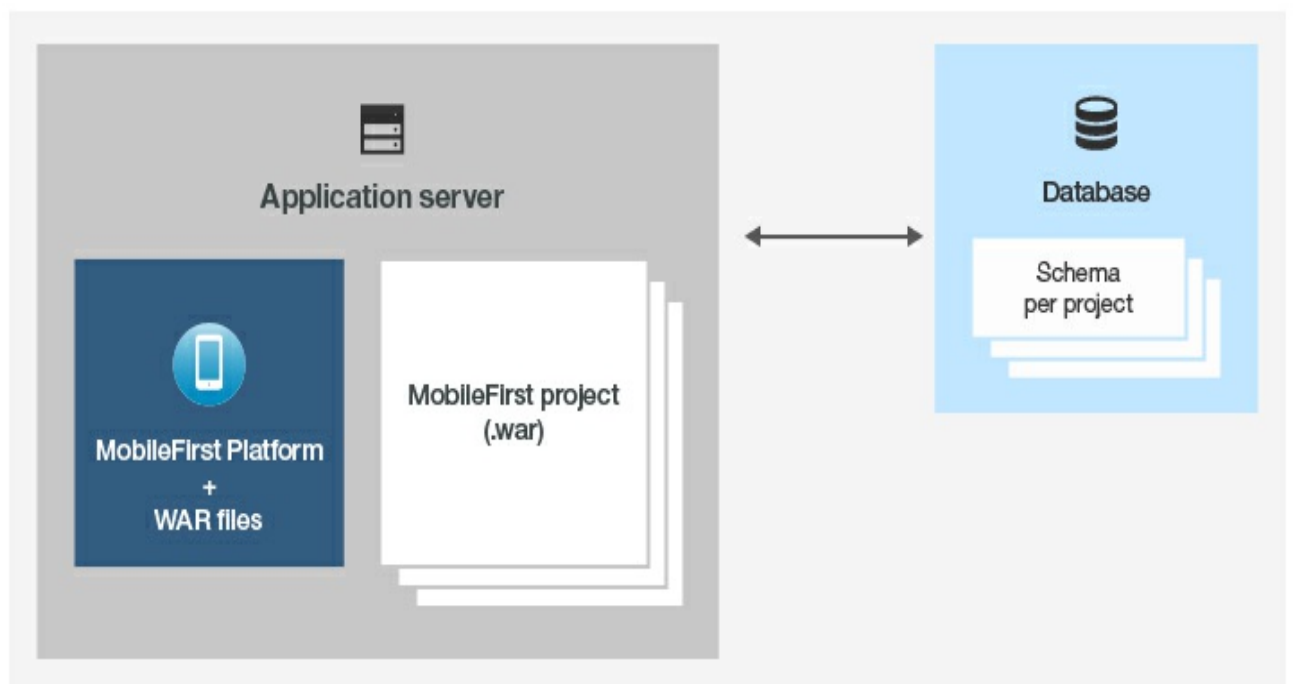 Application server
MobileFirst Platform
+
WAR files
MobileFirst project
(.war)
Database
Schema
per project